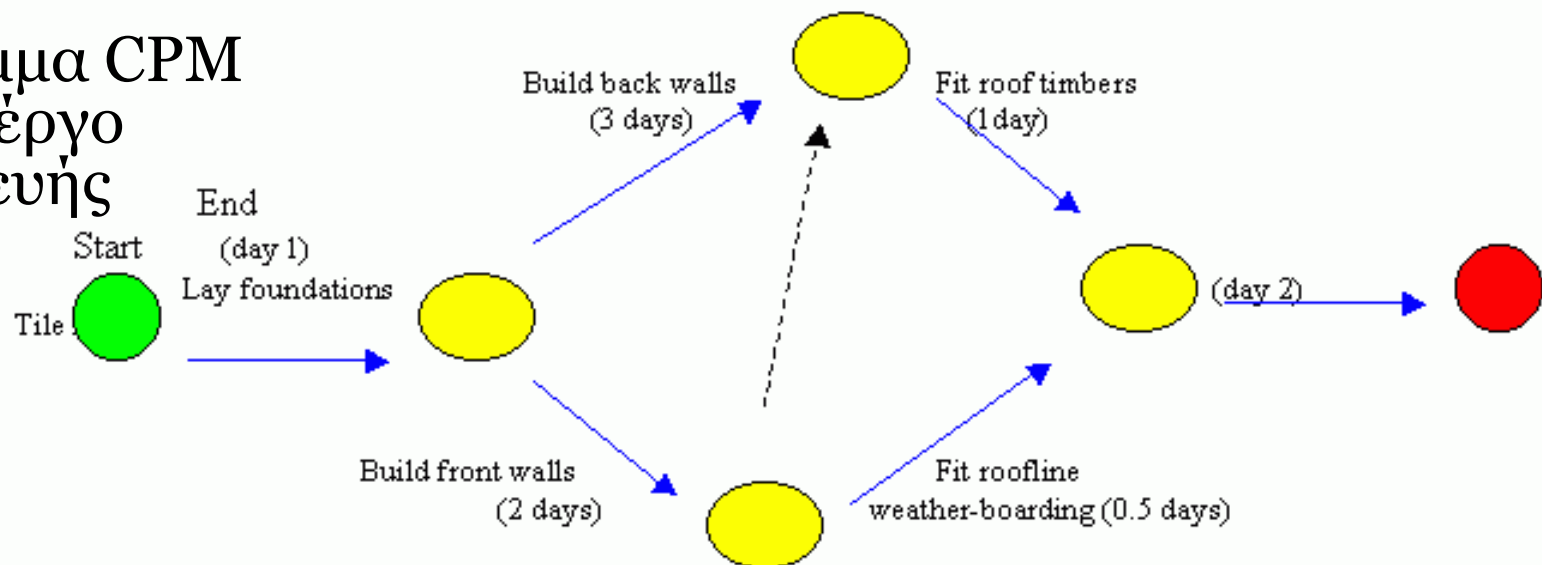 μμα CPM
έργο
ευής
End
Start
(day 1)
Lay foundations
Tile
Build back walls
(3 days)
Fit roof timbers
(1day)
(day 2)
Build front walls
(2 days)
Fit roofline
weather-boarding (0.5 days)